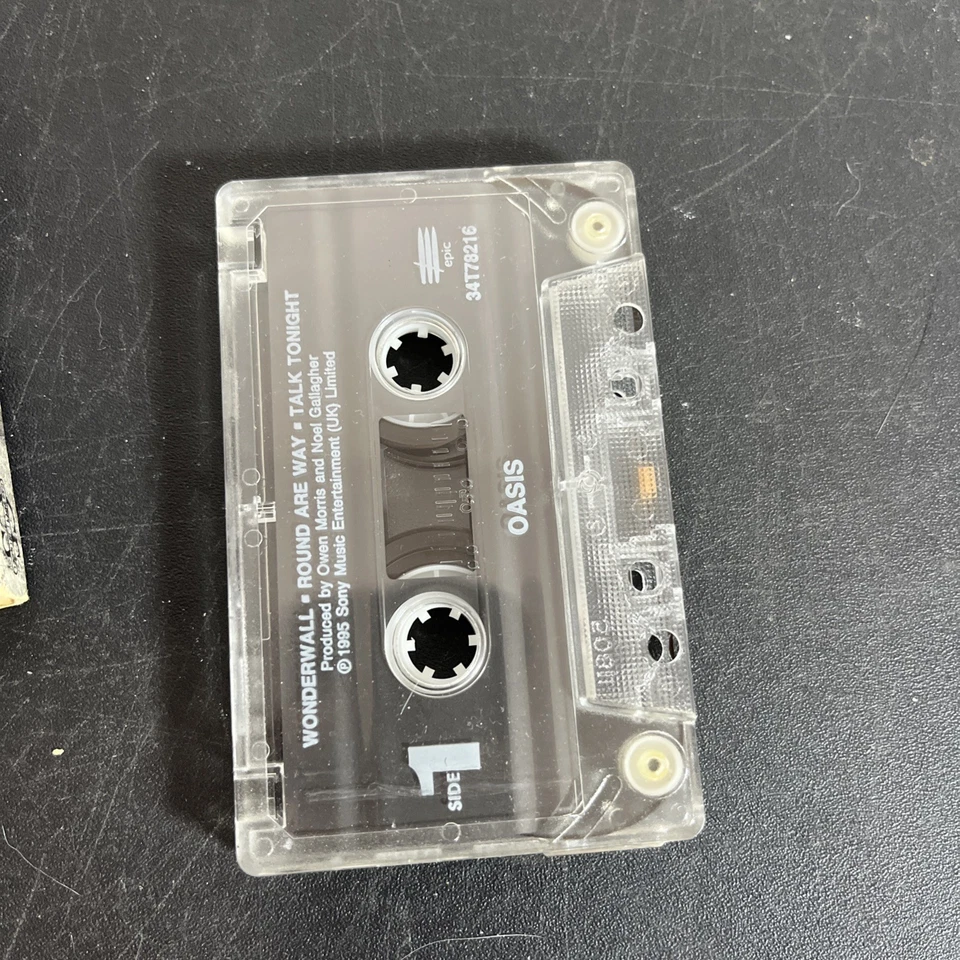 WONDERWALL ▪ ROUND ARE WAY ▪ TALK TONIGHT
Produced by Owen Morris and Noel Gallagher
℗ 1995 Sony Music Entertainment (UK) Limited
epic
34T78216
SIDE 1
OASIS